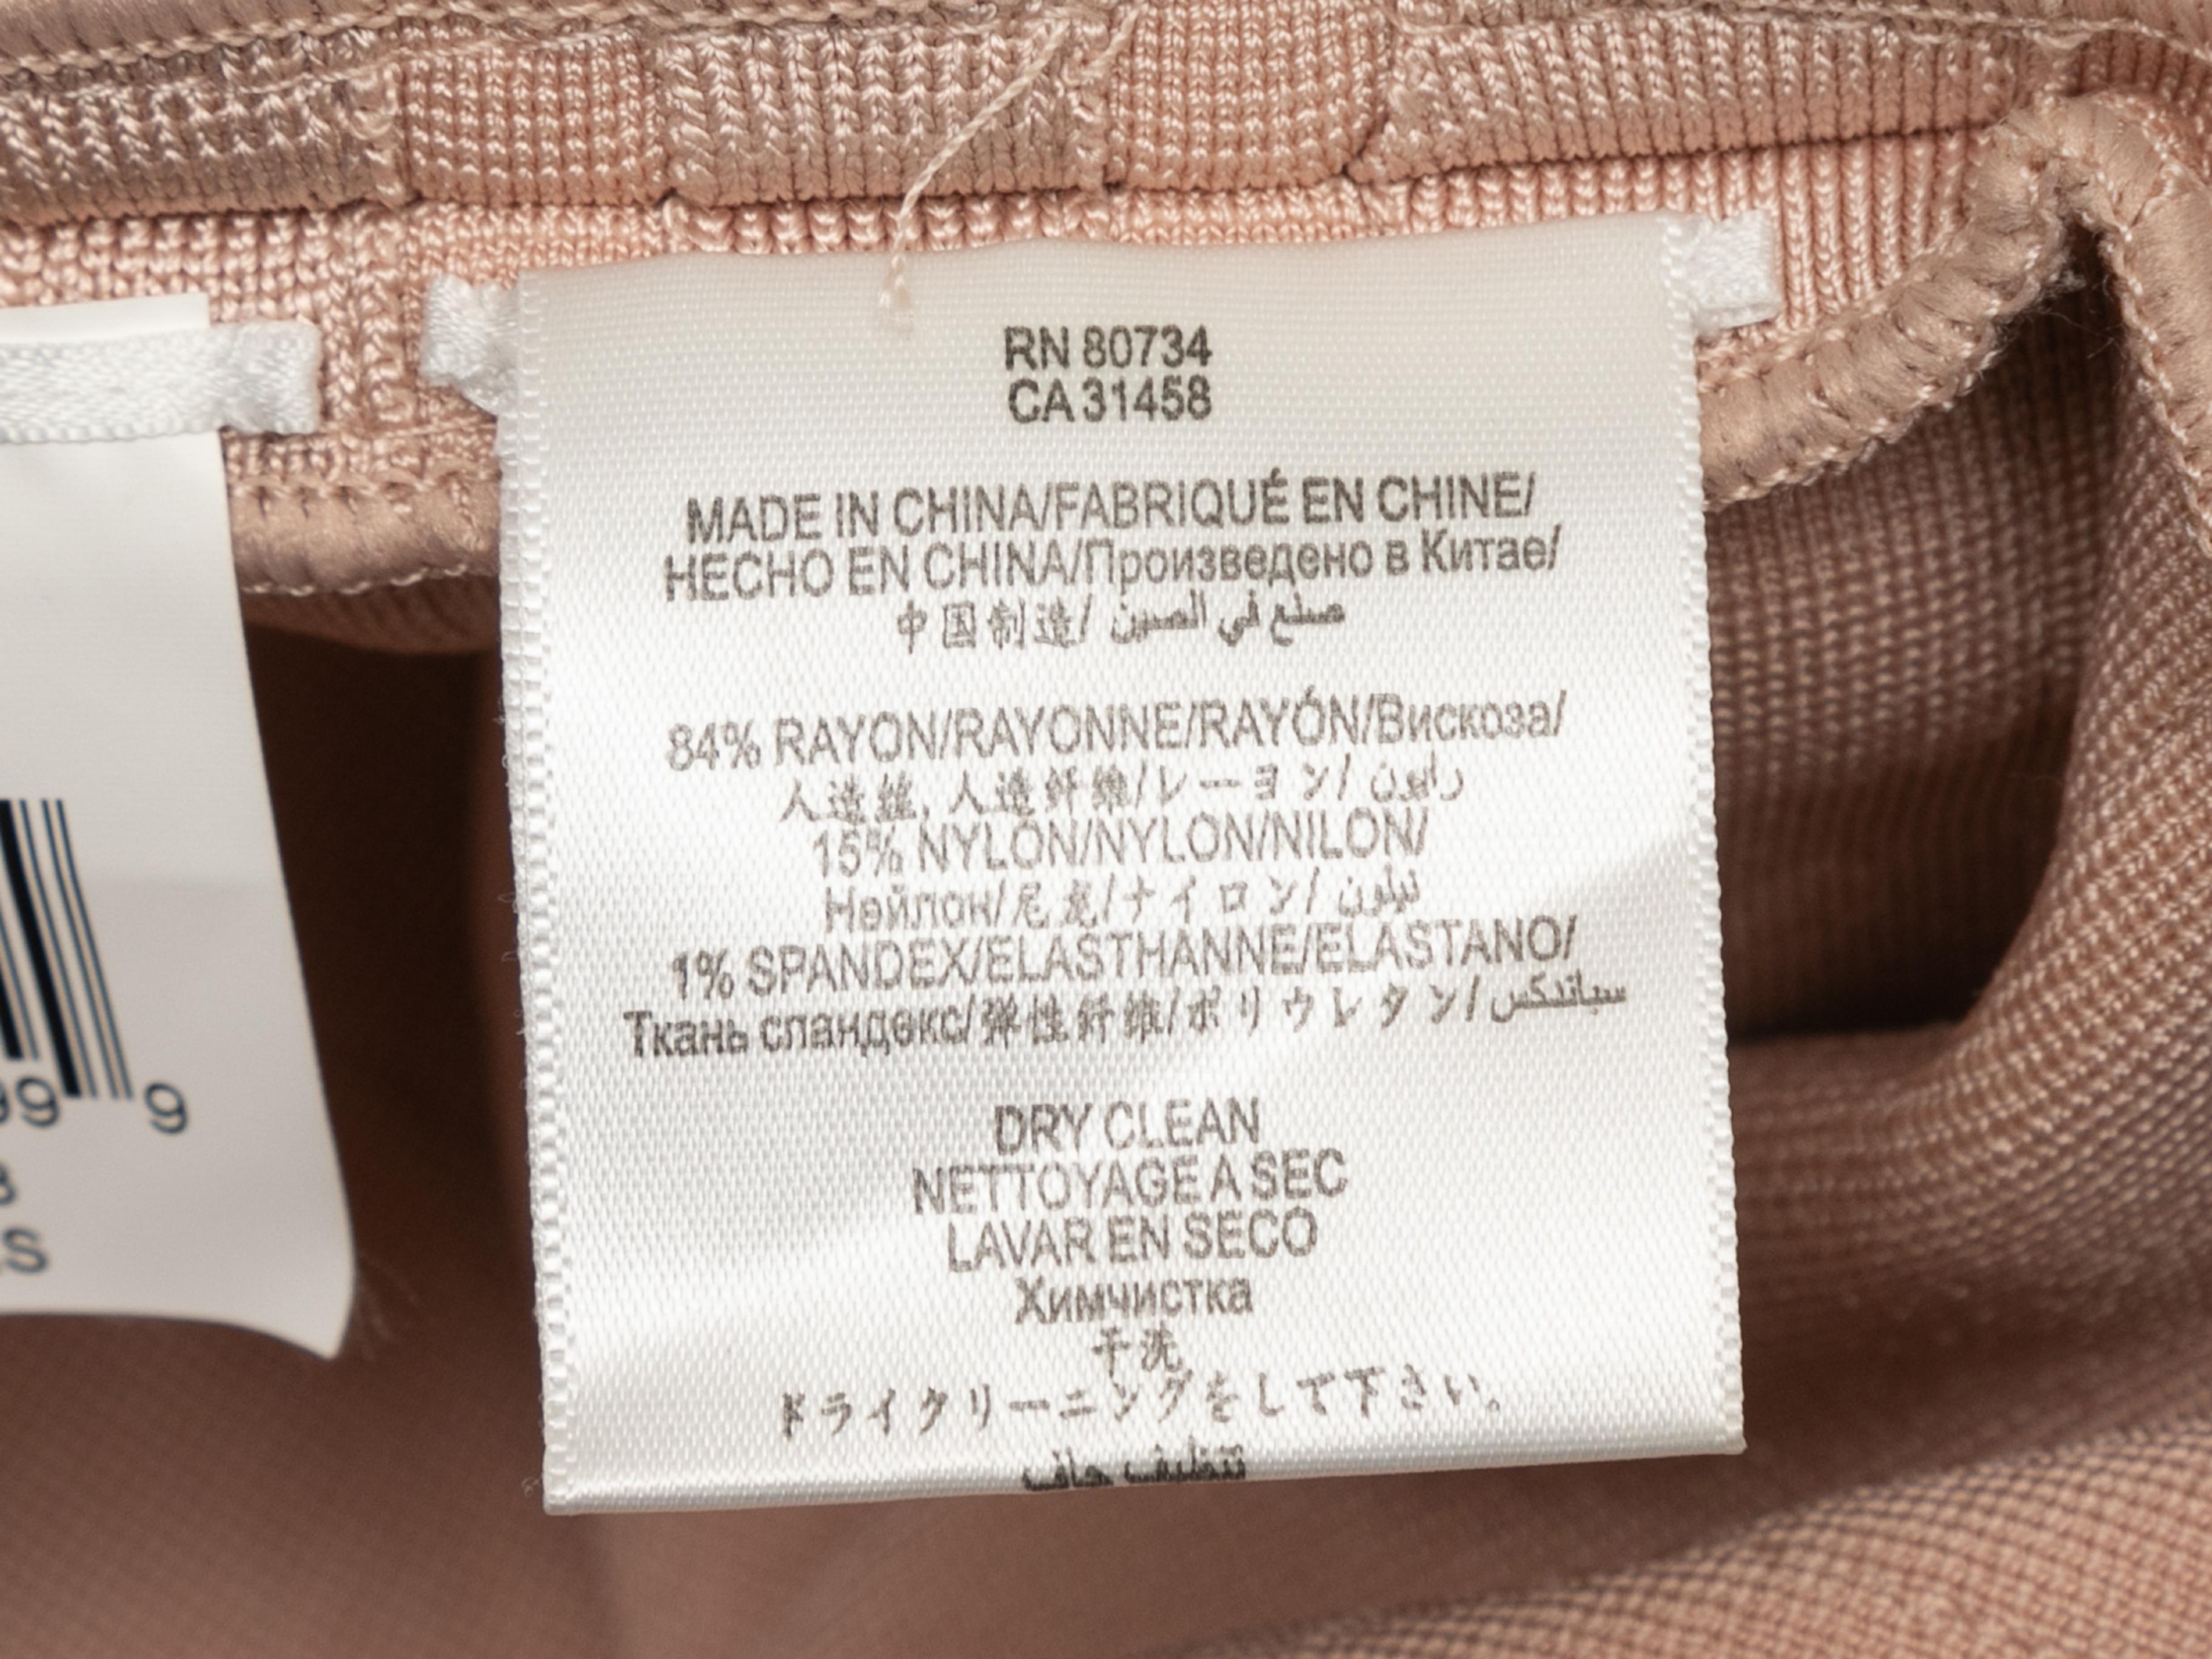 RN 80734
CA 31458
MADE IN CHINA/FABRIQUÉ EN CHINE/
HECHO EN CHINA/Произведено в Китае/
中国制造/ صنع في الصين
84% RAYON/RAYONNE/RAYÓN/Вискоза/
人造丝, 人造纤维/レーヨン/ رايون
15% NYLON/NYLON/NILON/
Нейлон/尼龙/ナイロン/ نيلون
1% SPANDEX/ELASTHANNE/ELASTANO/
Ткань спандекс/弹性纤维/ポリウレタン/ سباندكس
DRY CLEAN
NETTOYAGE A SEC
LAVAR EN SECO
Химчистка
干洗
ドライクリーニングをして下さい。
تنظيف جاف
99 9
S